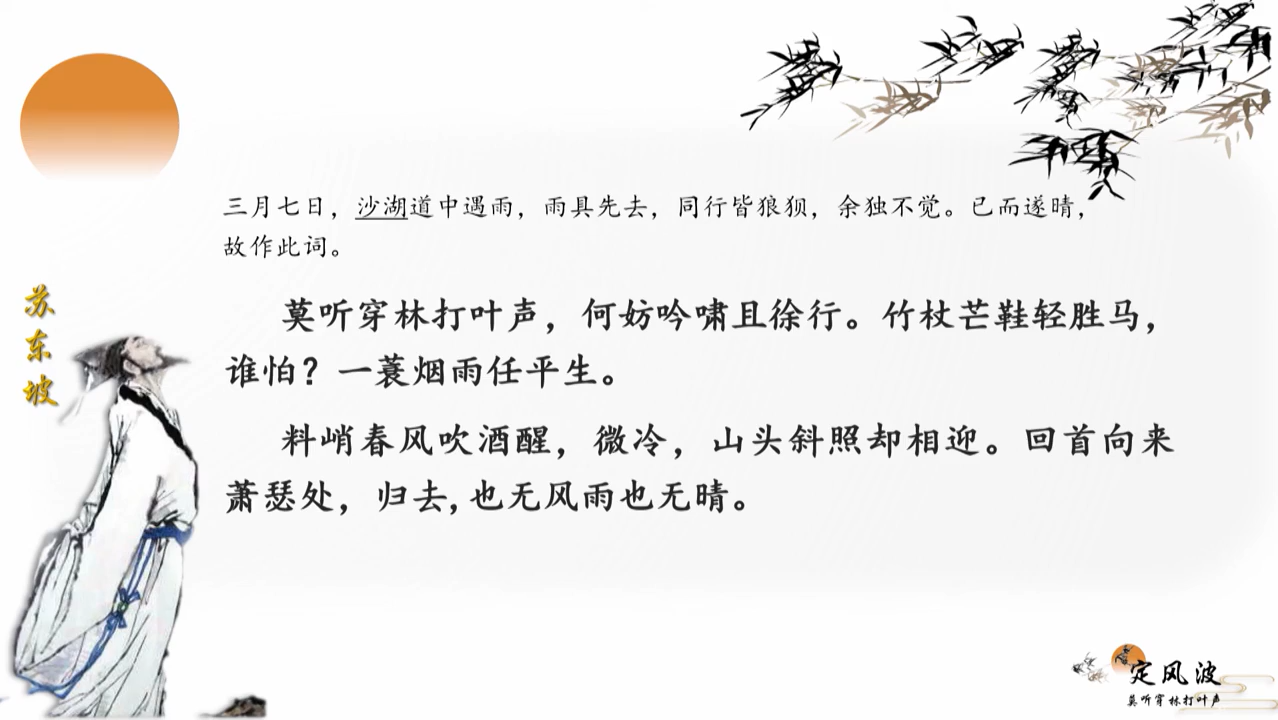 三月七日，沙湖道中遇雨，雨具先去，同行皆狼狈，余独不觉。已而遂晴，
故作此词。
莫听穿林打叶声，何妨吟啸且徐行。竹杖芒鞋轻胜马，
谁怕？一蓑烟雨任平生。
料峭春风吹酒醒，微冷，山头斜照却相迎。回首向来
萧瑟处，归去,也无风雨也无晴。
苏东坡
定风波
莫听穿林打叶声